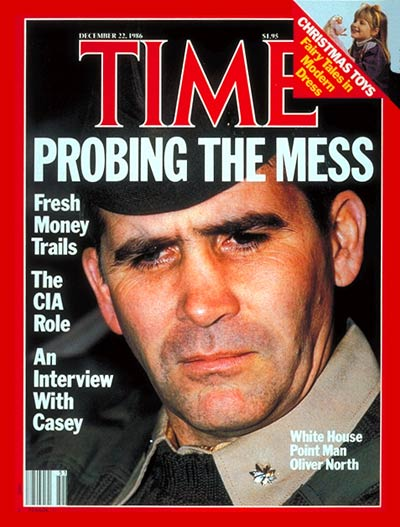 DECEMBER 22, 1986
$1.95
TIME
CHRISTMAS TOYS
Fairy Tales in
Modern
Dress
PROBING THE MESS
Fresh
Money
Trails
The
CIA
Role
An
Interview
With
Casey
White House
Point Man
Oliver North
51